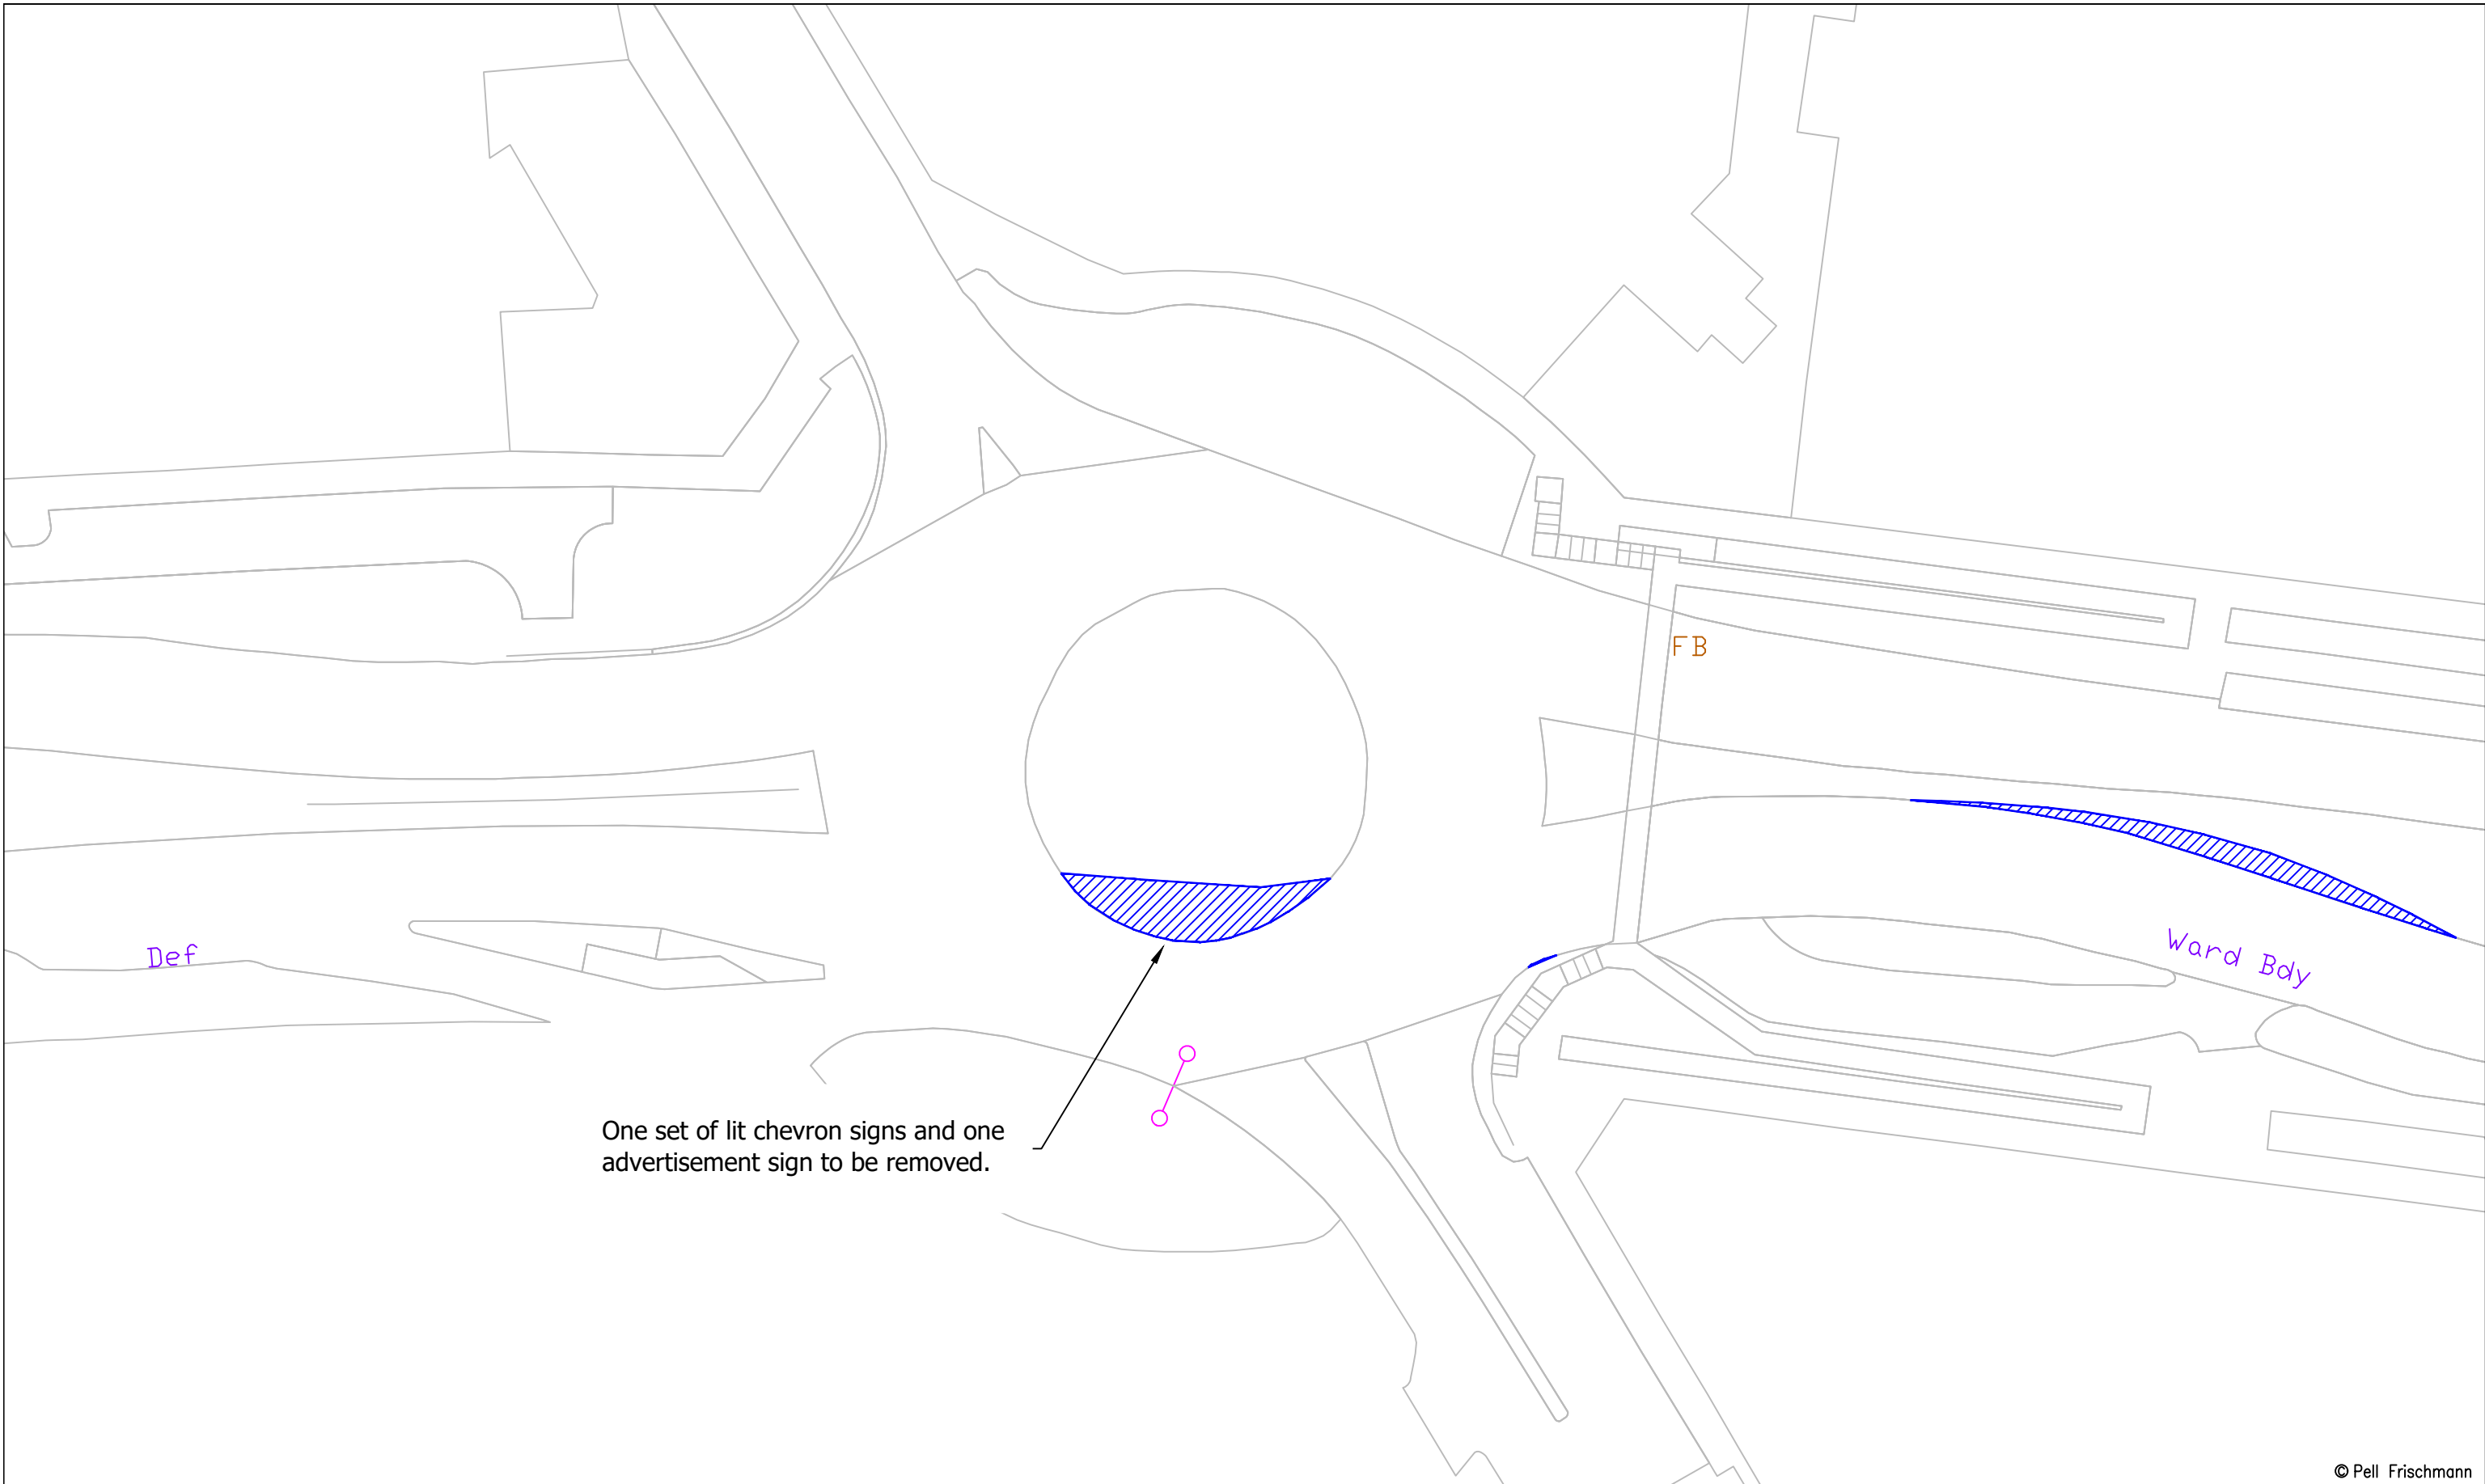 FB
Def
Ward Bdy
One set of lit chevron signs and one
advertisement sign to be removed.
© Pell Frischmann